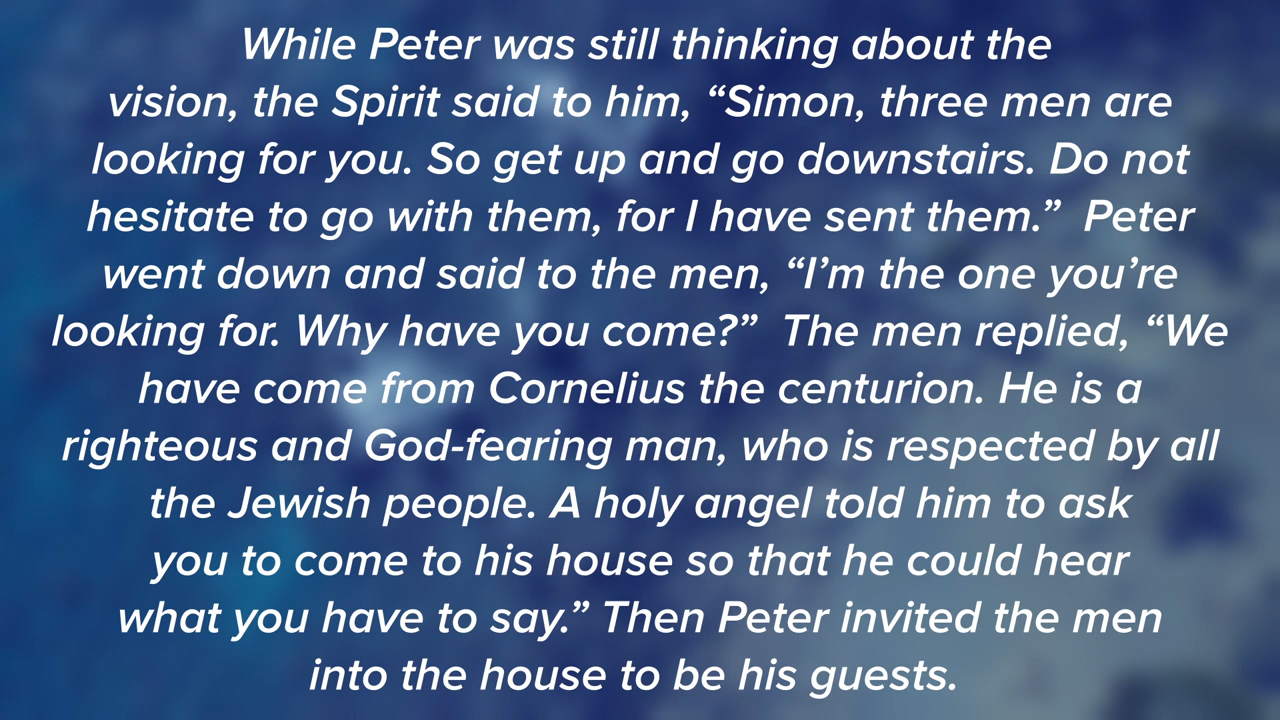 While Peter was still thinking about the
vision, the Spirit said to him, “Simon, three men are
looking for you. So get up and go downstairs. Do not
hesitate to go with them, for I have sent them.”  Peter
went down and said to the men, “I’m the one you’re
looking for. Why have you come?”  The men replied, “We
have come from Cornelius the centurion. He is a
righteous and God-fearing man, who is respected by all
the Jewish people. A holy angel told him to ask
you to come to his house so that he could hear
what you have to say.” Then Peter invited the men
into the house to be his guests.